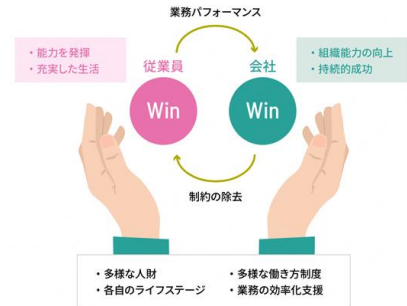 業務パフォーマンス
・能力を発揮
・充実した生活
従業員
会社
・組織能力の向上
・持続的成功
Win
Win
制約の除去
・多様な人財
・各自のライフステージ
・多様な働き方制度
・業務の効率化支援